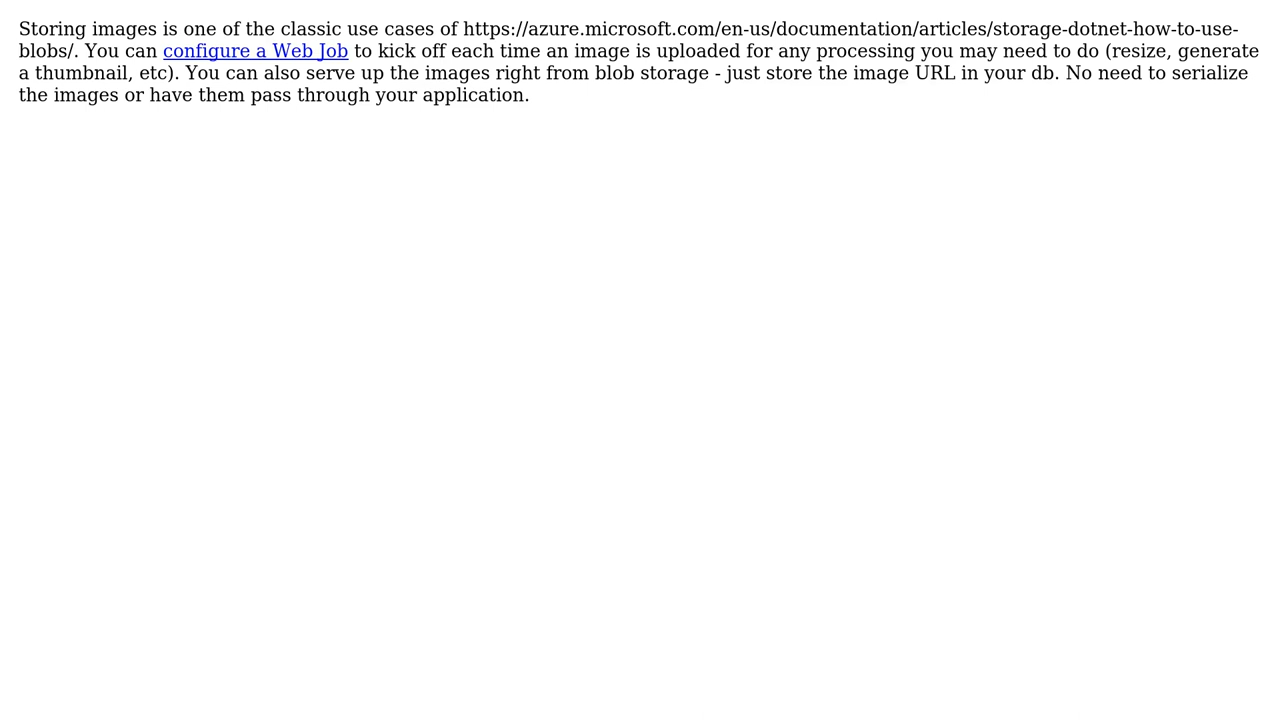 Storing images is one of the classic use cases of https://azure.microsoft.com/en-us/documentation/articles/storage-dotnet-how-to-use-
blobs/. You can configure a Web Job to kick off each time an image is uploaded for any processing you may need to do (resize, generate
a thumbnail, etc). You can also serve up the images right from blob storage - just store the image URL in your db. No need to serialize
the images or have them pass through your application.